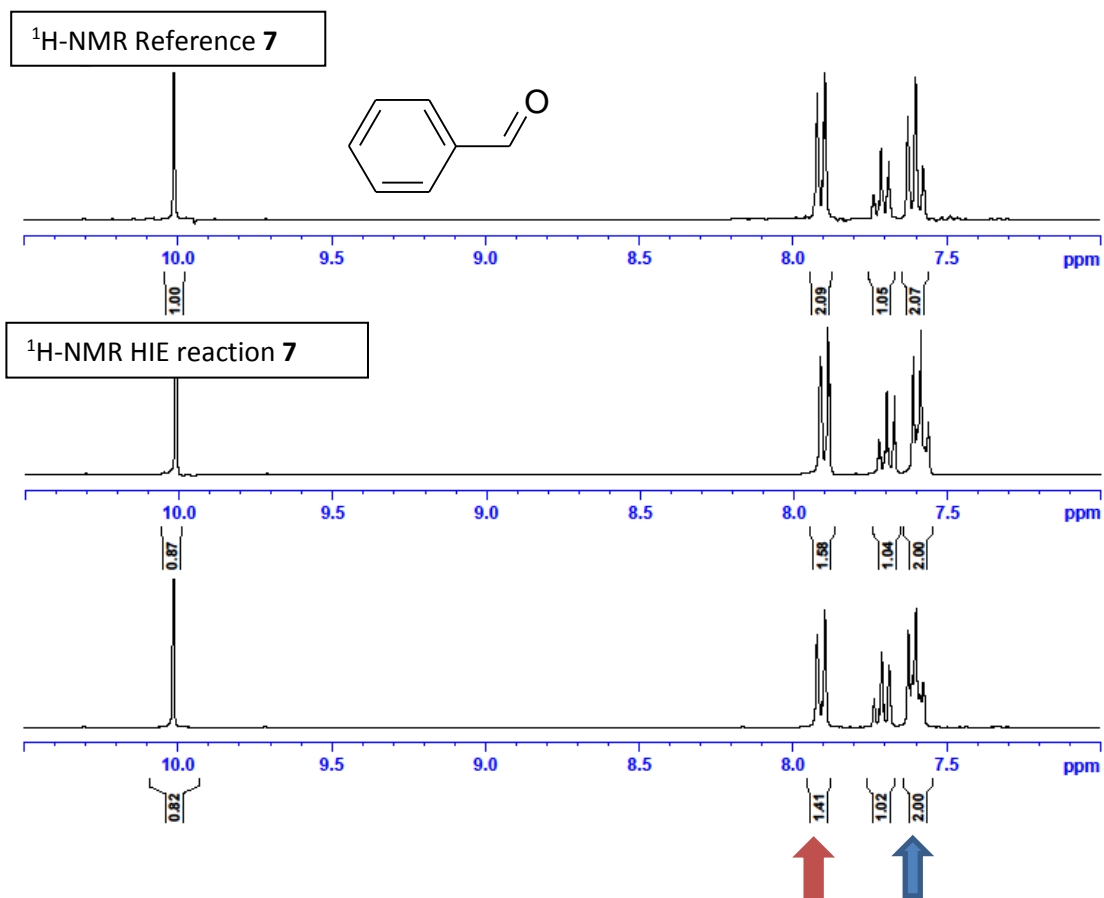 ¹H-NMR Reference 7
O
10.0 9.5 9.0 8.5 8.0 7.5 ppm
1.00 2.09 1.05 2.07
¹H-NMR HIE reaction 7
10.0 9.5 9.0 8.5 8.0 7.5 ppm
0.87 1.58 1.04 2.00
10.0 9.5 9.0 8.5 8.0 7.5 ppm
0.82 1.41 1.02 2.00